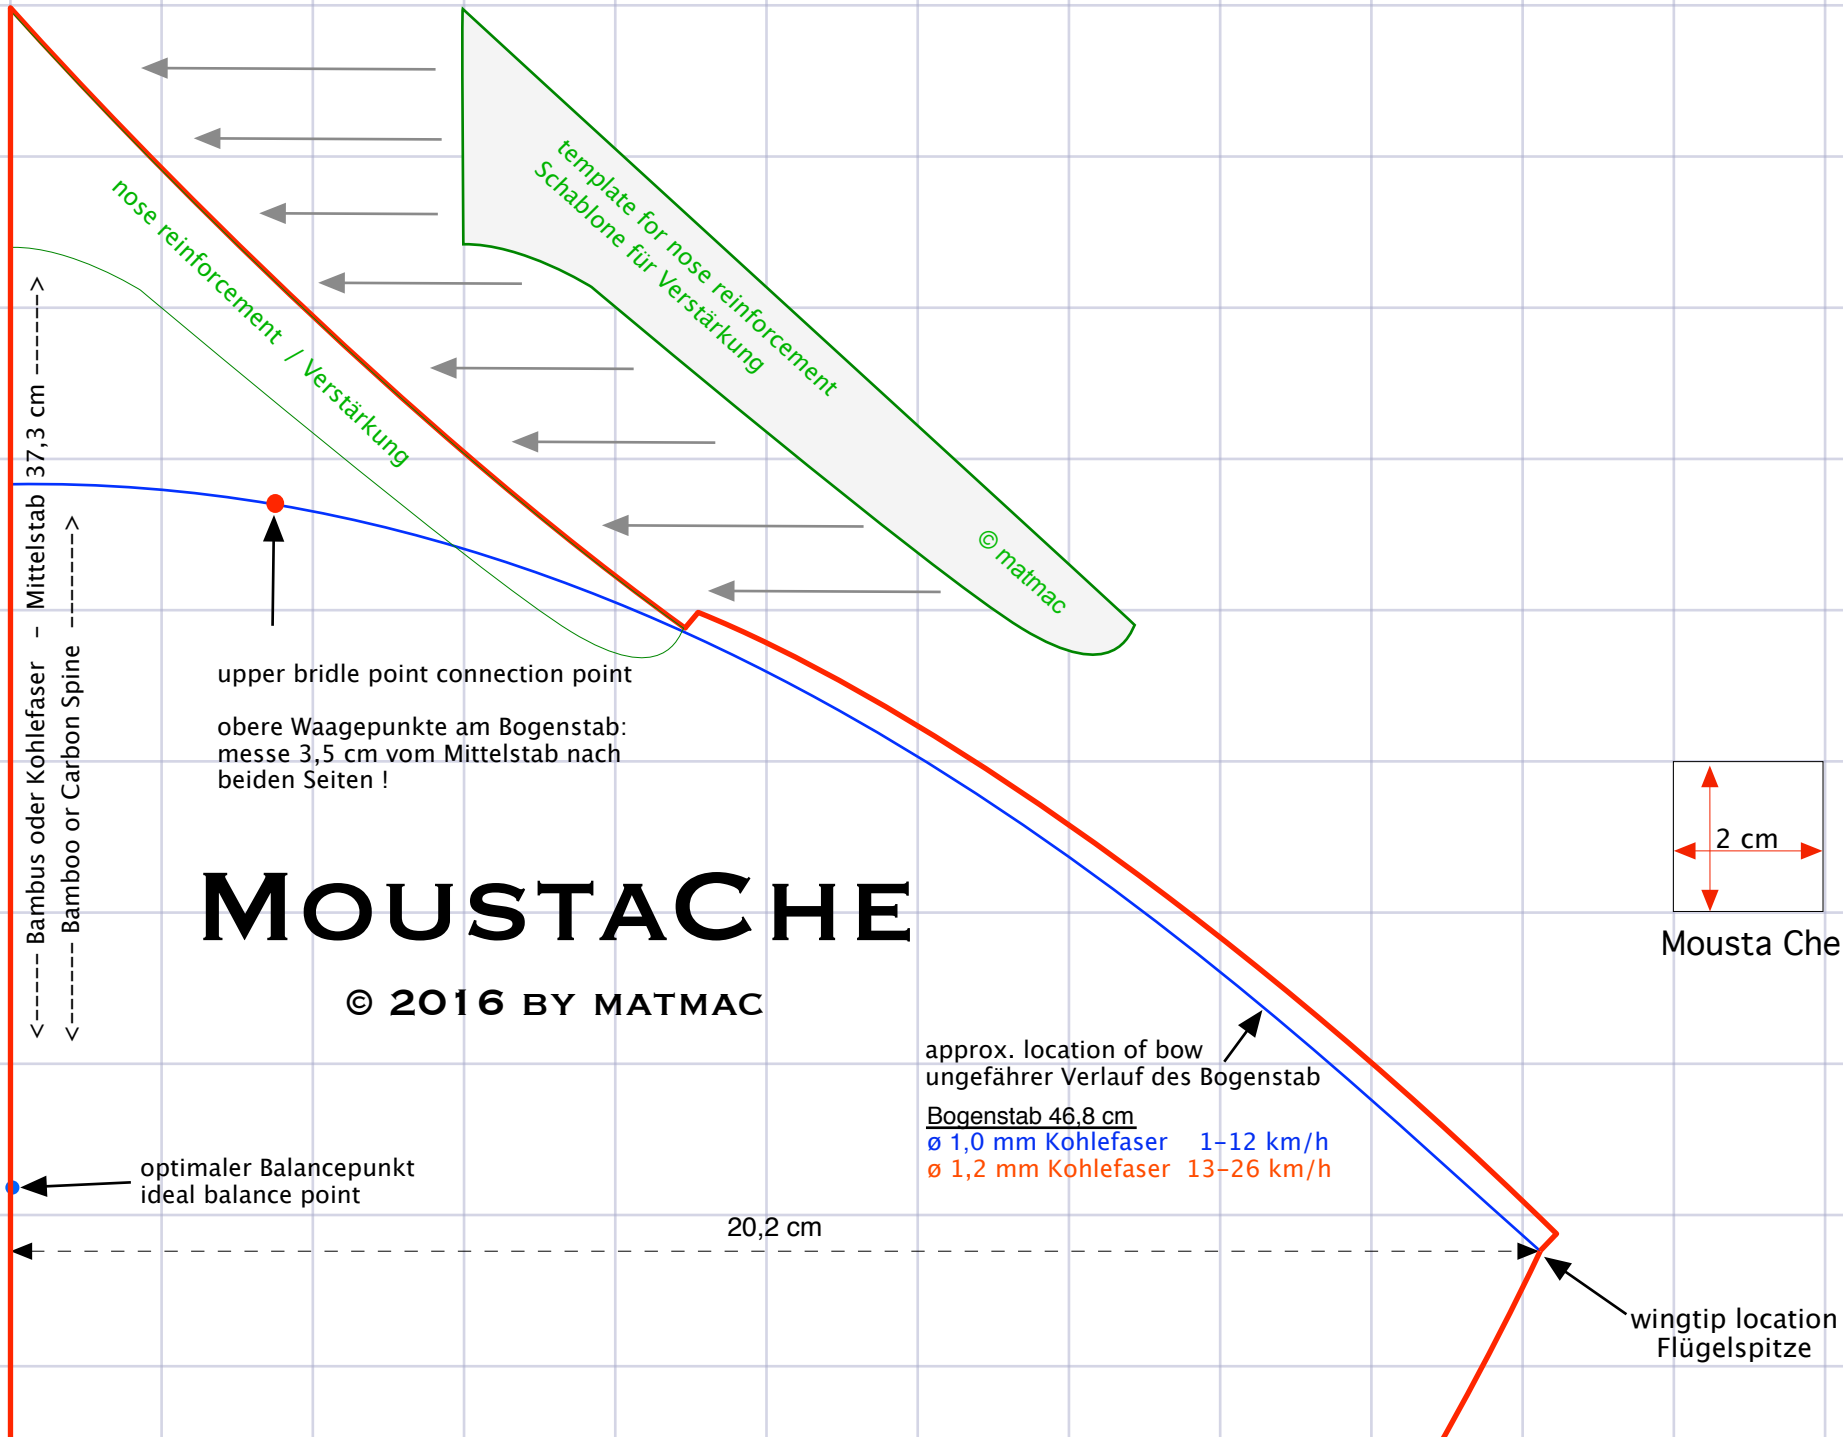 template for nose reinforcement
Schablone für Verstärkung
nose reinforcement / Verstärkung
© matmac
<------ Bambus oder Kohlefaser - Mittelstab 37,3 cm ------>
<------- Bamboo or Carbon Spine ------->
upper bridle point connection point
obere Waagepunkte am Bogenstab:
messe 3,5 cm vom Mittelstab nach
beiden Seiten !
2 cm
MOUSTACHE
Mousta Che
© 2016 BY MATMAC
approx. location of bow
ungefährer Verlauf des Bogenstab
Bogenstab 46,8 cm
ø 1,0 mm Kohlefaser 1-12 km/h
ø 1,2 mm Kohlefaser 13-26 km/h
optimaler Balancepunkt
ideal balance point
20,2 cm
wingtip location
Flügelspitze